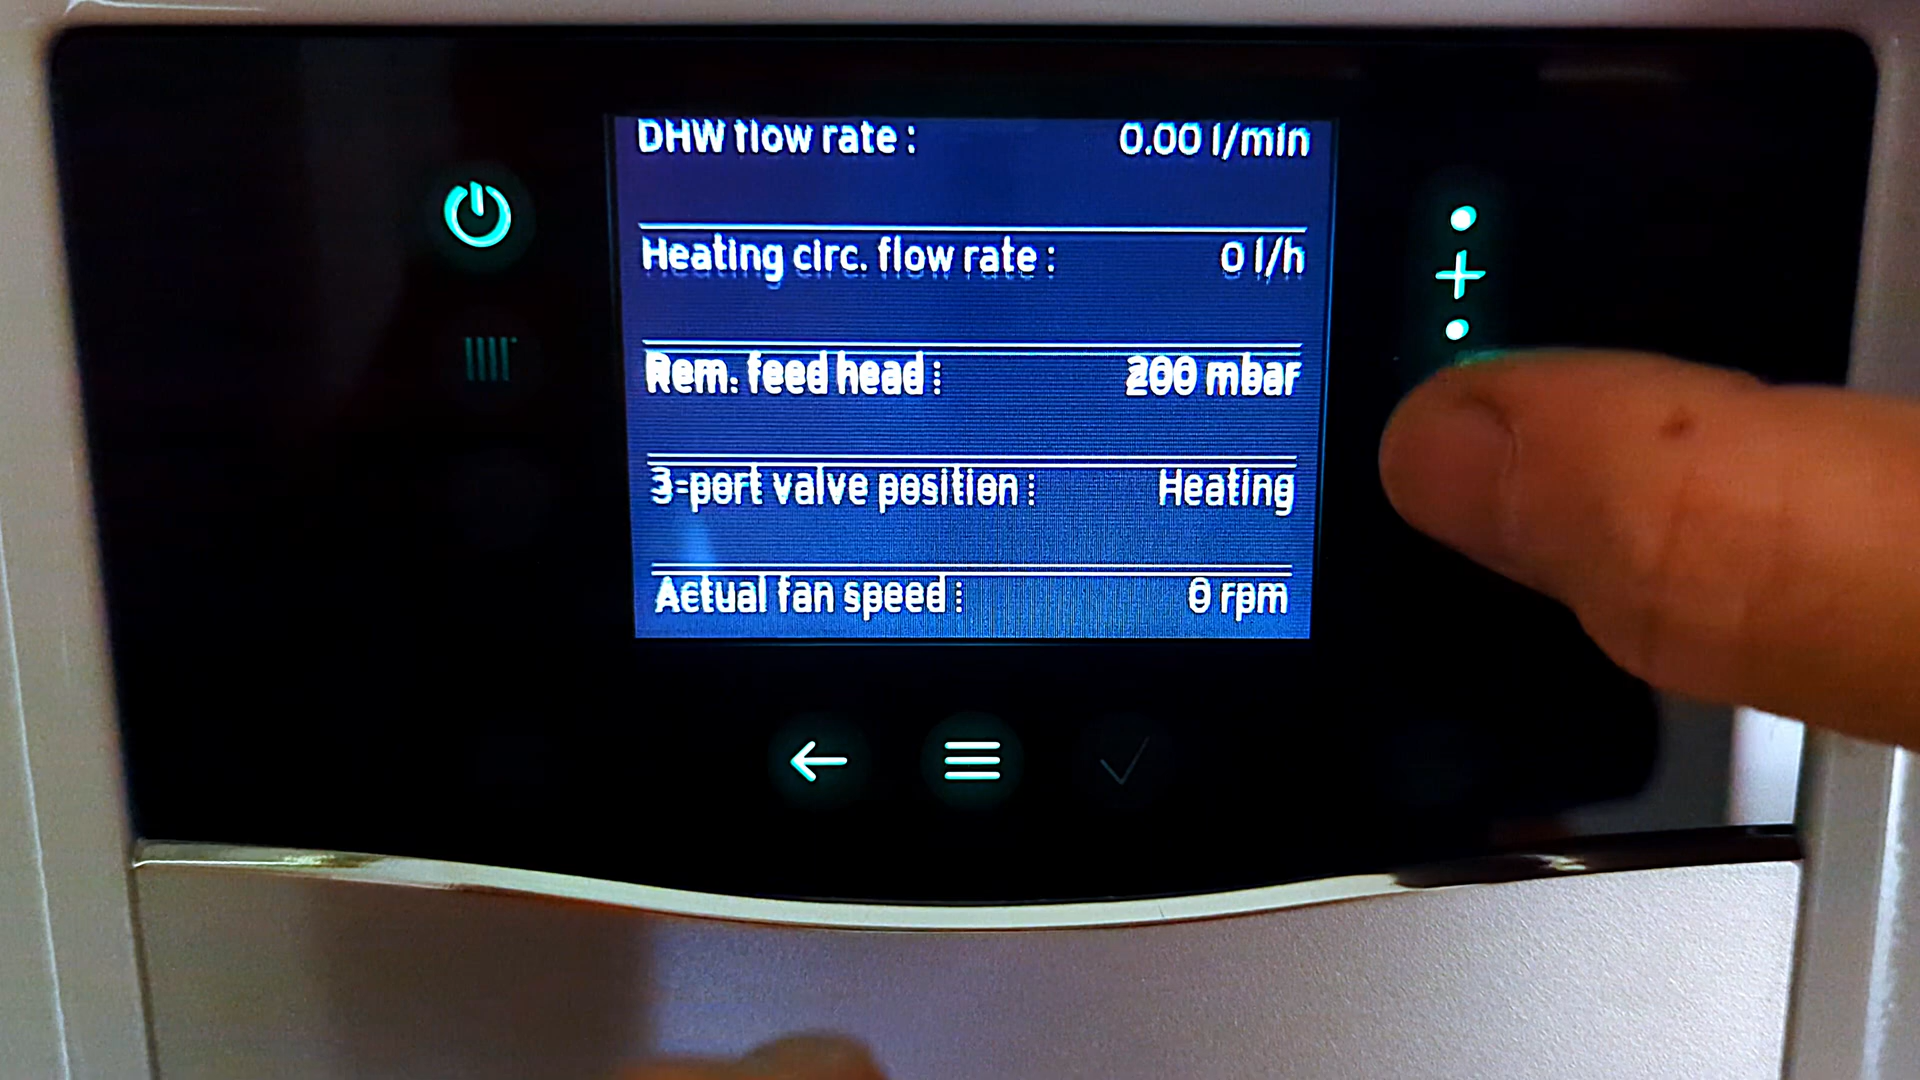 DHW flow rate : 0.00 l/min
Heating circ. flow rate : 0 l/h
Rem. feed head : 200 mbar
3-port valve position : Heating
Actual fan speed : 0 rpm